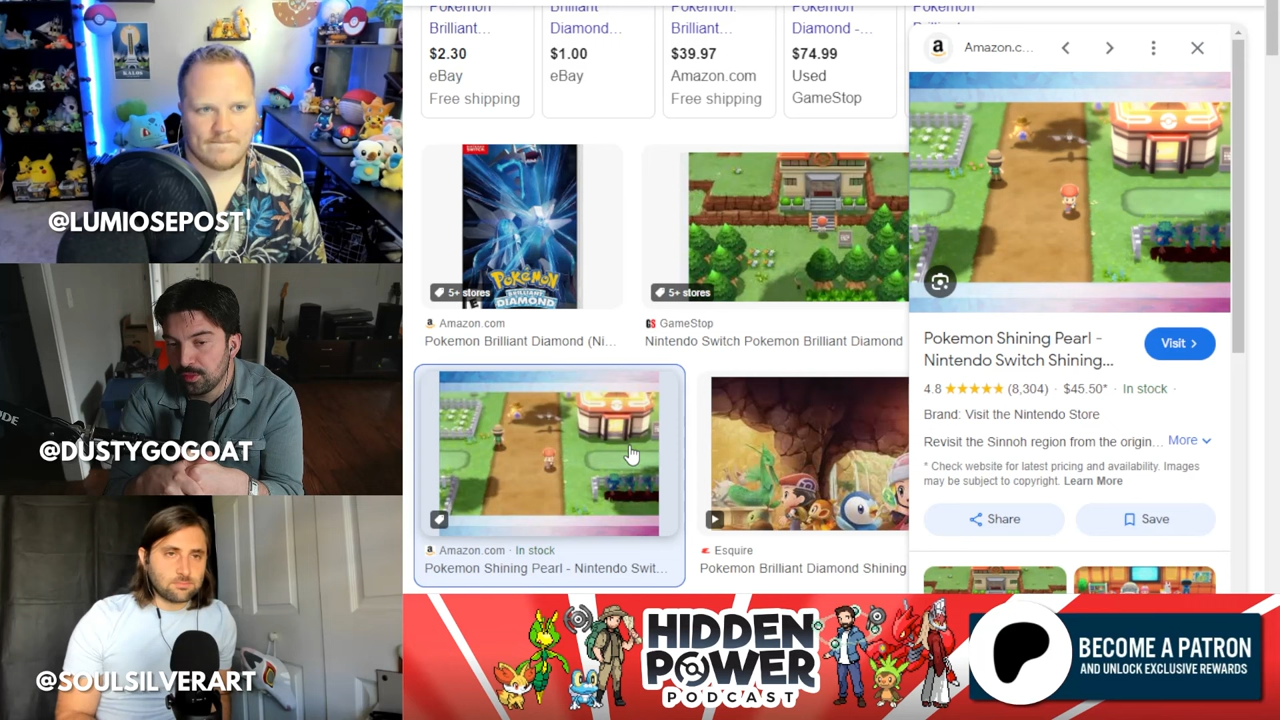 KALOS
@LUMIOSEPOST
@DUSTYGOGOAT
@SOULSILVERART
Pokemon
Brilliant…
$2.30
eBay
Free shipping
Brilliant
Diamond…
$1.00
eBay
Pokemon:
Brilliant…
$39.97
Amazon.com
Free shipping
Pokemon
Diamond -…
$74.99
Used
GameStop
Pokemon
POKéMON
BRILLIANT
DIAMOND
5+ stores
Amazon.com
Pokemon Brilliant Diamond (Ni…
5+ stores
GameStop
Nintendo Switch Pokemon Brilliant Diamond
Amazon.com · In stock
Pokemon Shining Pearl - Nintendo Swit…
Esquire
Pokemon Brilliant Diamond Shining
Amazon.c…
Pokemon Shining Pearl -
Nintendo Switch Shining…
Visit
4.8 (8,304) · $45.50* · In stock ·
Brand: Visit the Nintendo Store
Revisit the Sinnoh region from the origin… More
* Check website for latest pricing and availability. Images
may be subject to copyright. Learn More
Share
Save
HIDDEN
POWER
PODCAST
BECOME A PATRON
AND UNLOCK EXCLUSIVE REWARDS